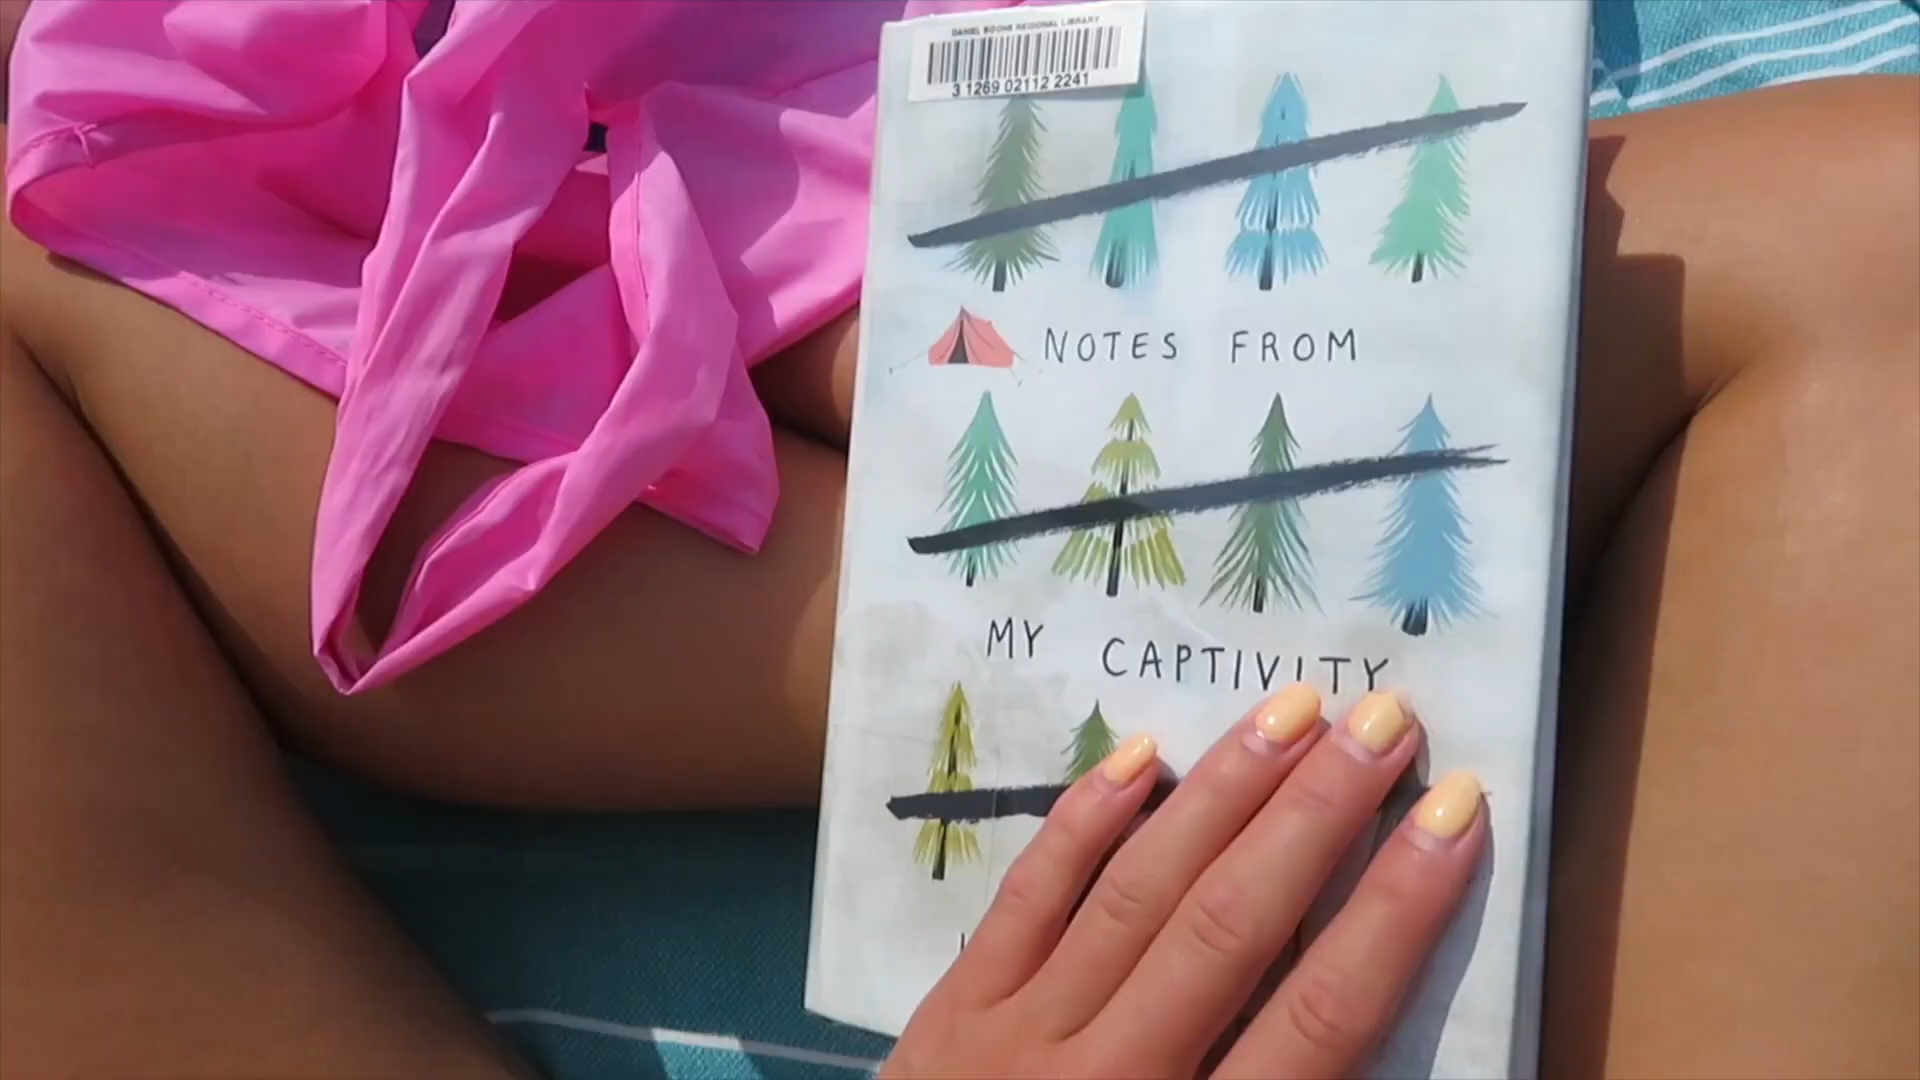 DANIEL BOONE REGIONAL LIBRARY
3 1269 02112 2241
NOTES FROM
MY CAPTIVITY